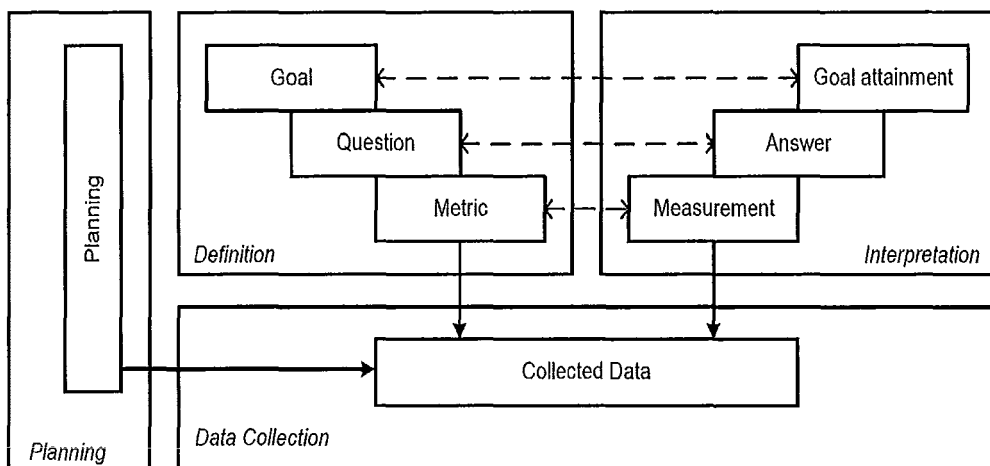 Planning
Planning
Goal
Question
Metric
Definition
Goal attainment
Answer
Measurement
Interpretation
Collected Data
Data Collection